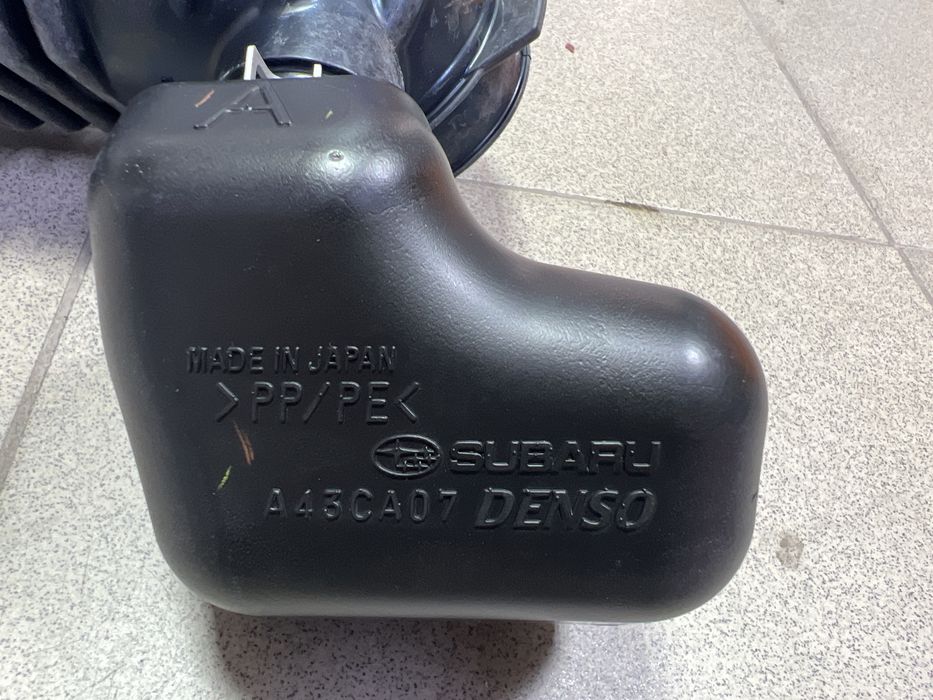 A
MADE IN JAPAN
>PP/PE<
SUBARU
A43CA07 DENSO